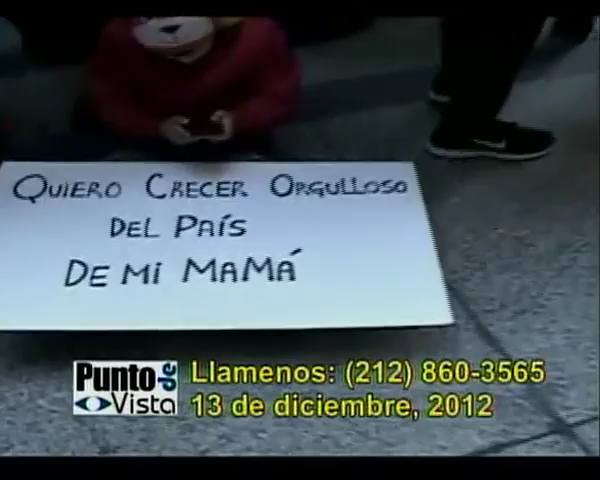 QUIERO CRECER ORGULLOSO
DEL PAÍS
DE MI MAMÁ
Punto de
Vista
Llamenos: (212) 860-3565
13 de diciembre, 2012